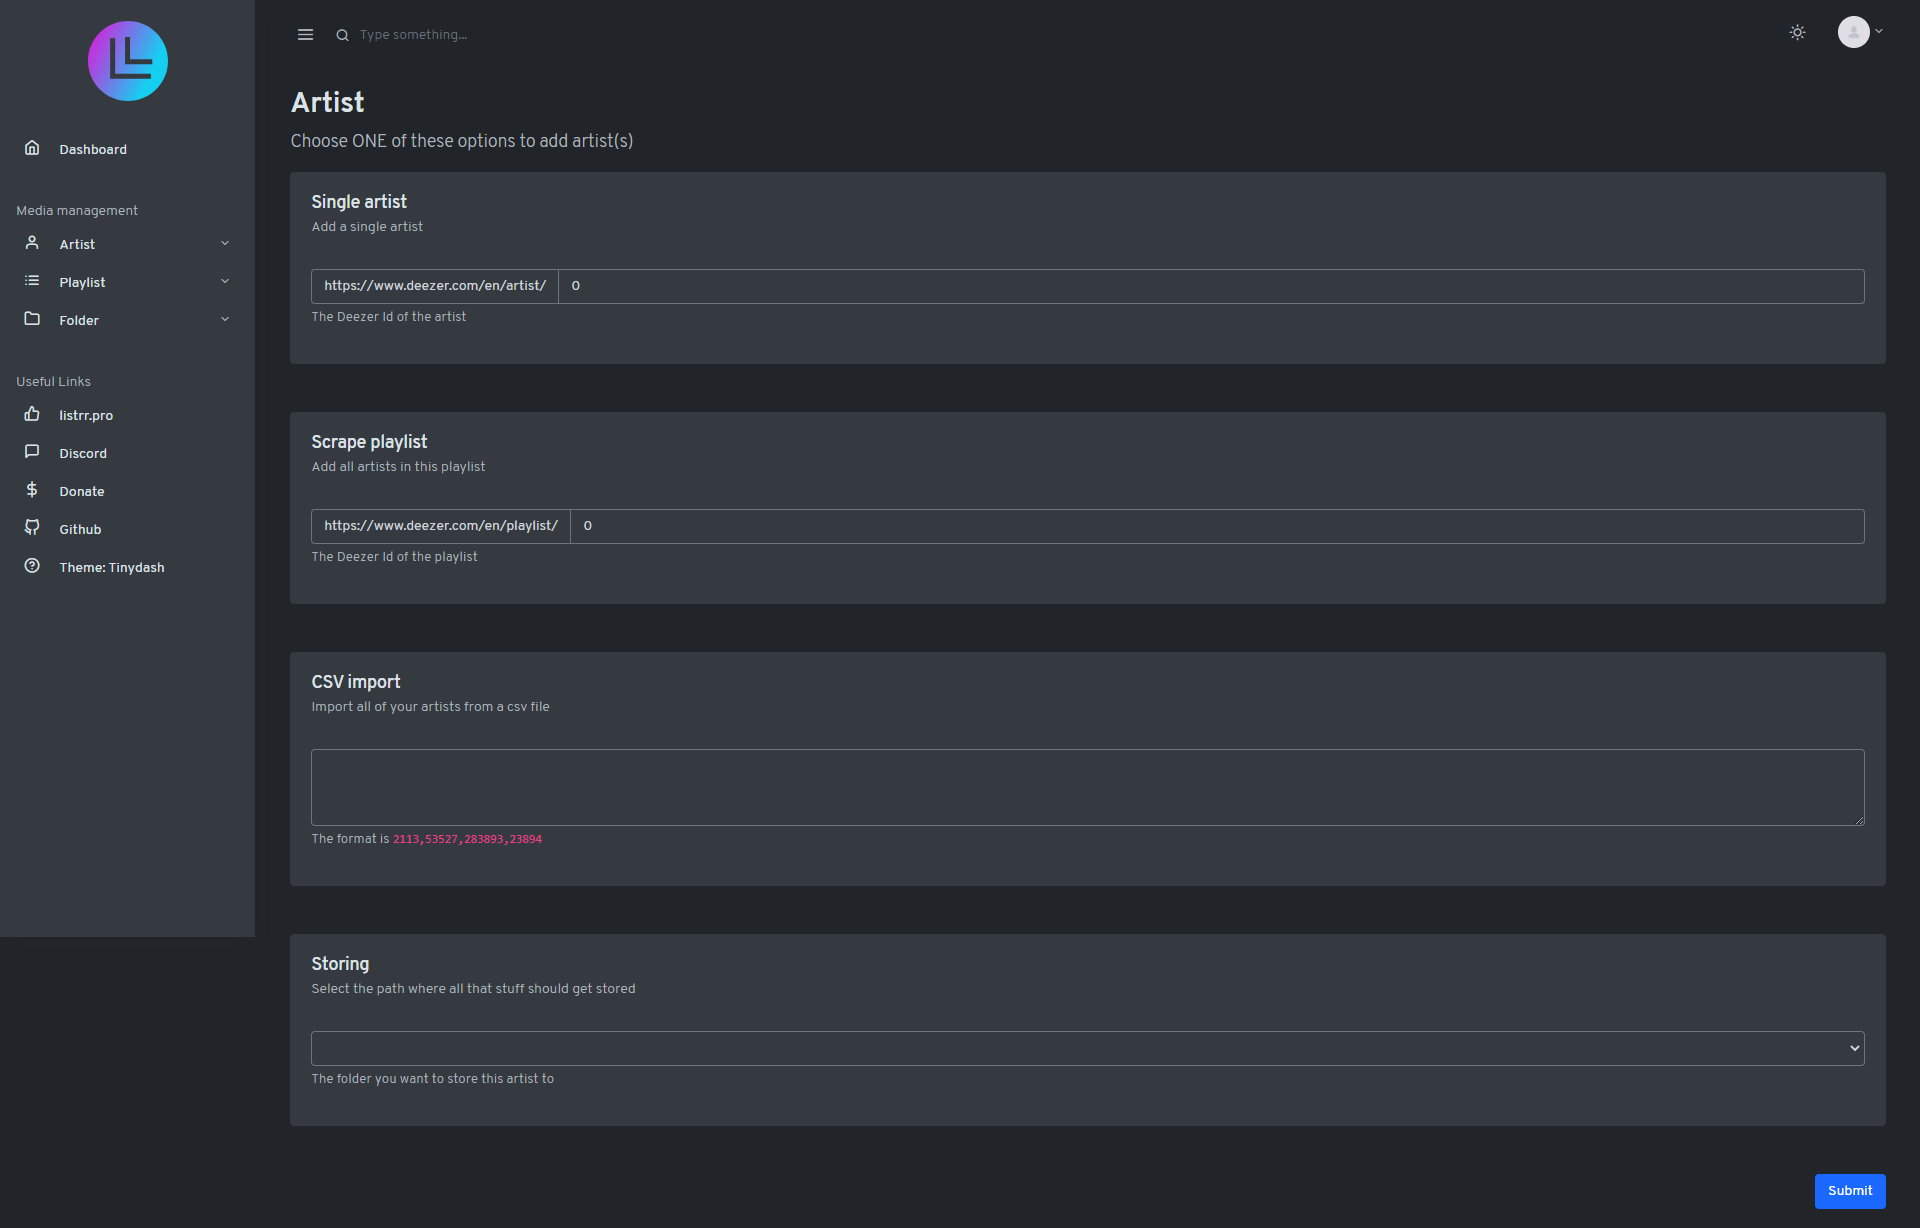 Type something...
Dashboard
Media management
Artist
Playlist
Folder
Useful Links
listrr.pro
Discord
Donate
Github
Theme: Tinydash
Artist
Choose ONE of these options to add artist(s)
Single artist
Add a single artist
https://www.deezer.com/en/artist/ 0
The Deezer Id of the artist
Scrape playlist
Add all artists in this playlist
https://www.deezer.com/en/playlist/ 0
The Deezer Id of the playlist
CSV import
Import all of your artists from a csv file
The format is 2113,53527,283893,23894
Storing
Select the path where all that stuff should get stored
The folder you want to store this artist to
Submit